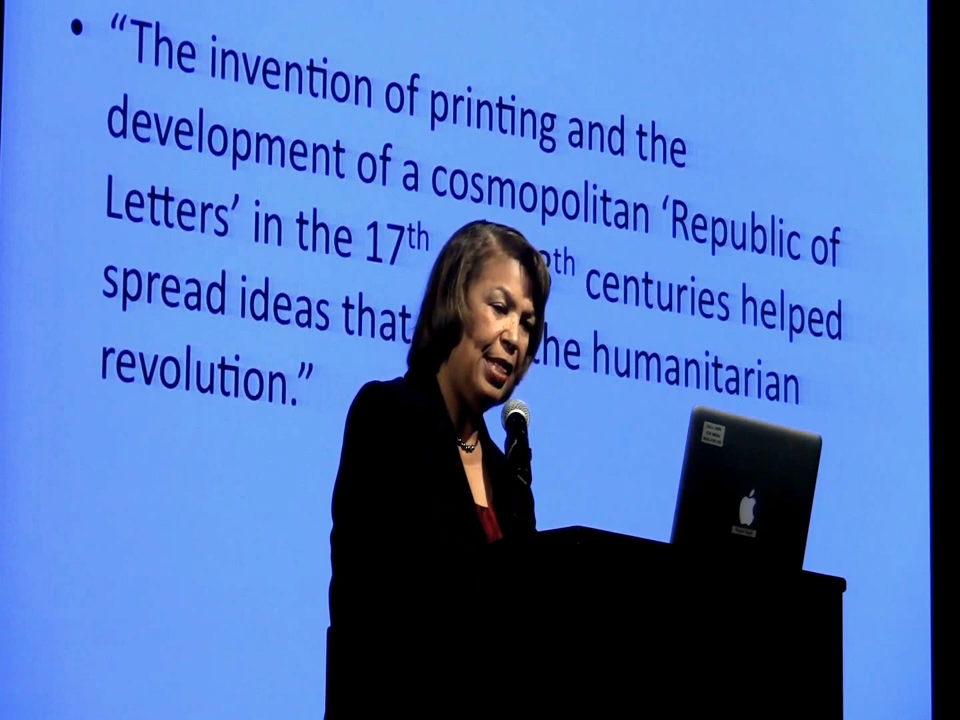 • “The invention of printing and the
development of a cosmopolitan ‘Republic of
Letters’ in the 17th th centuries helped
spread ideas that the humanitarian
revolution.”